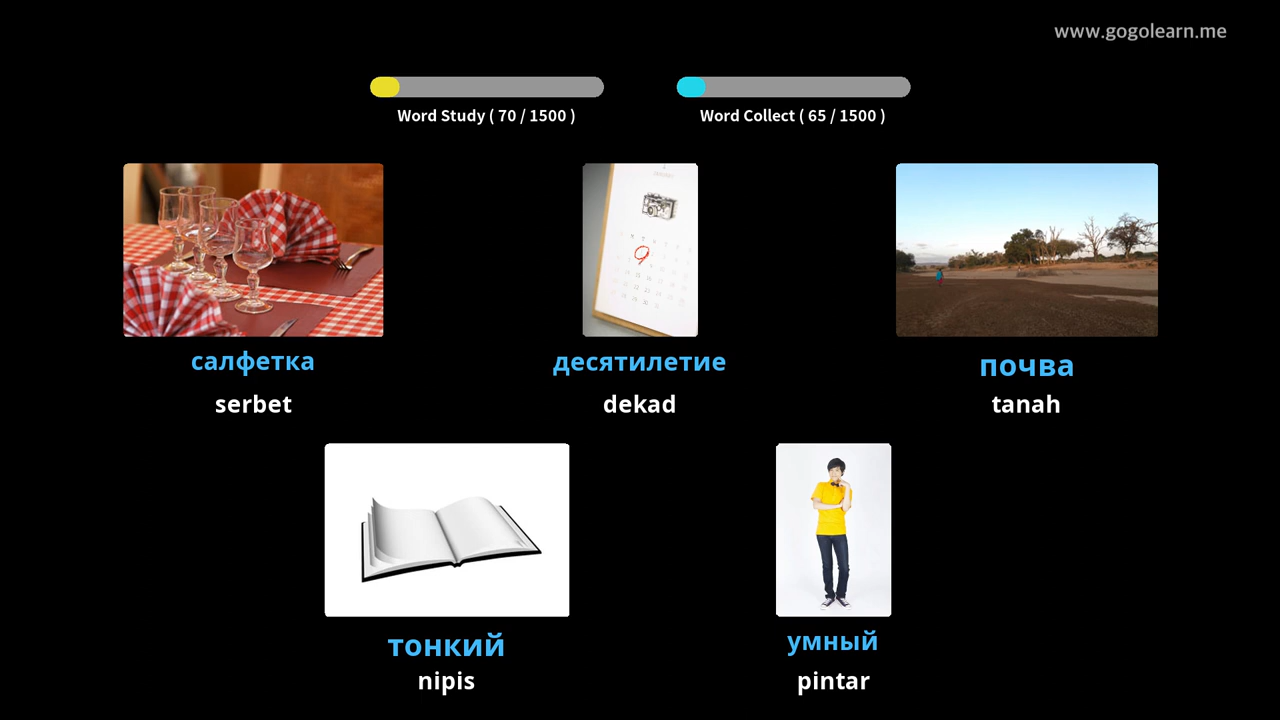 www.gogolearn.me
Word Study ( 70 / 1500 )
Word Collect ( 65 / 1500 )
салфетка
десятилетие
почва
serbet
dekad
tanah
тонкий
умный
nipis
pintar